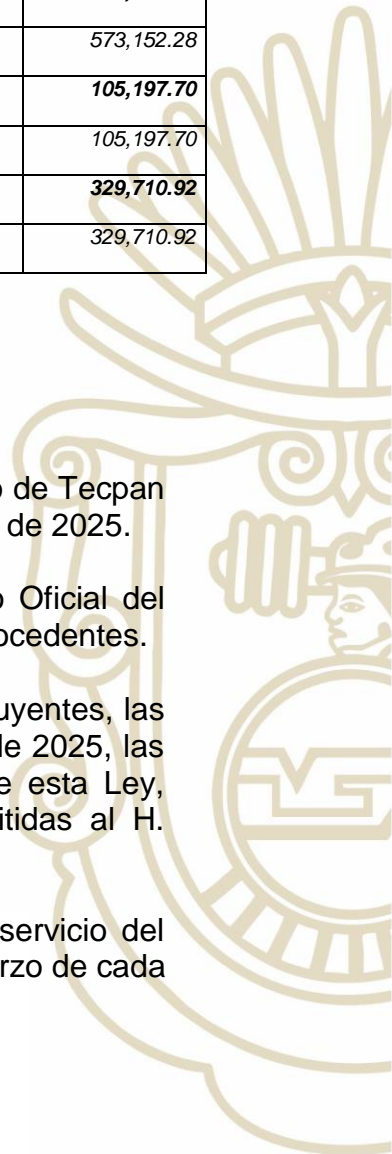 573,152.28
105,197.70
105,197.70
329,710.92
329,710.92
de Tecpan
de 2025.
Oficial del
ocedentes.
uyentes, las
de 2025, las
e esta Ley,
itidas al H.
servicio del
rzo de cada